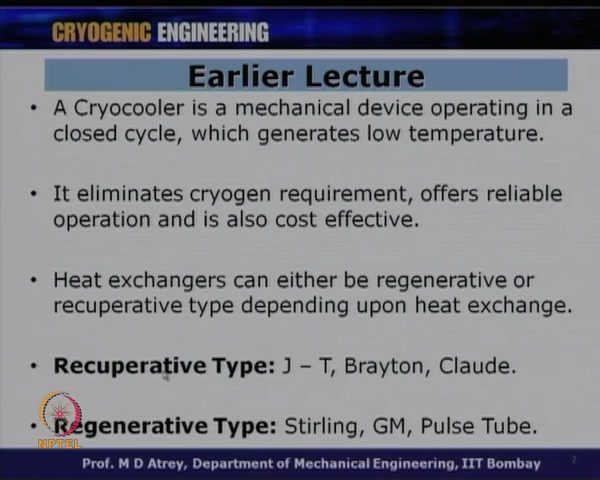 CRYOGENIC ENGINEERING
Earlier Lecture
• A Cryocooler is a mechanical device operating in a
closed cycle, which generates low temperature.
• It eliminates cryogen requirement, offers reliable
operation and is also cost effective.
• Heat exchangers can either be regenerative or
recuperative type depending upon heat exchange.
• Recuperative Type: J – T, Brayton, Claude.
• Regenerative Type: Stirling, GM, Pulse Tube.
NPTEL
Prof. M D Atrey, Department of Mechanical Engineering, IIT Bombay
2